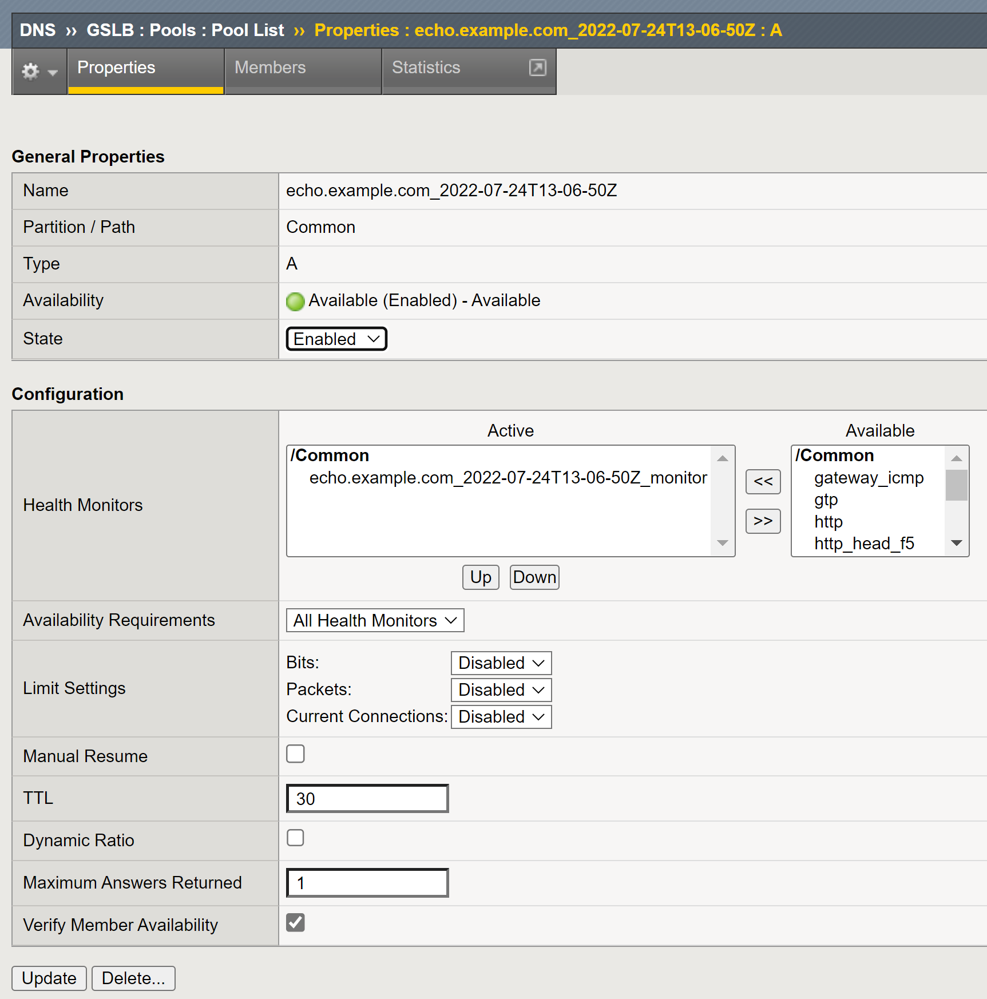 DNS ›› GSLB : Pools : Pool List ›› Properties : echo.example.com_2022-07-24T13-06-50Z : A
Properties Members Statistics
General Properties
Name echo.example.com_2022-07-24T13-06-50Z
Partition / Path Common
Type A
Availability Available (Enabled) - Available
State Enabled
Configuration
Active Available
/Common /Common
echo.example.com_2022-07-24T13-06-50Z_monitor << gateway_icmp
gtp
Health Monitors
>> http
http_head_f5
Up Down
Availability Requirements All Health Monitors
Bits: Disabled
Limit Settings Packets: Disabled
Current Connections: Disabled
Manual Resume
TTL 30
Dynamic Ratio
Maximum Answers Returned 1
Verify Member Availability
Update Delete...